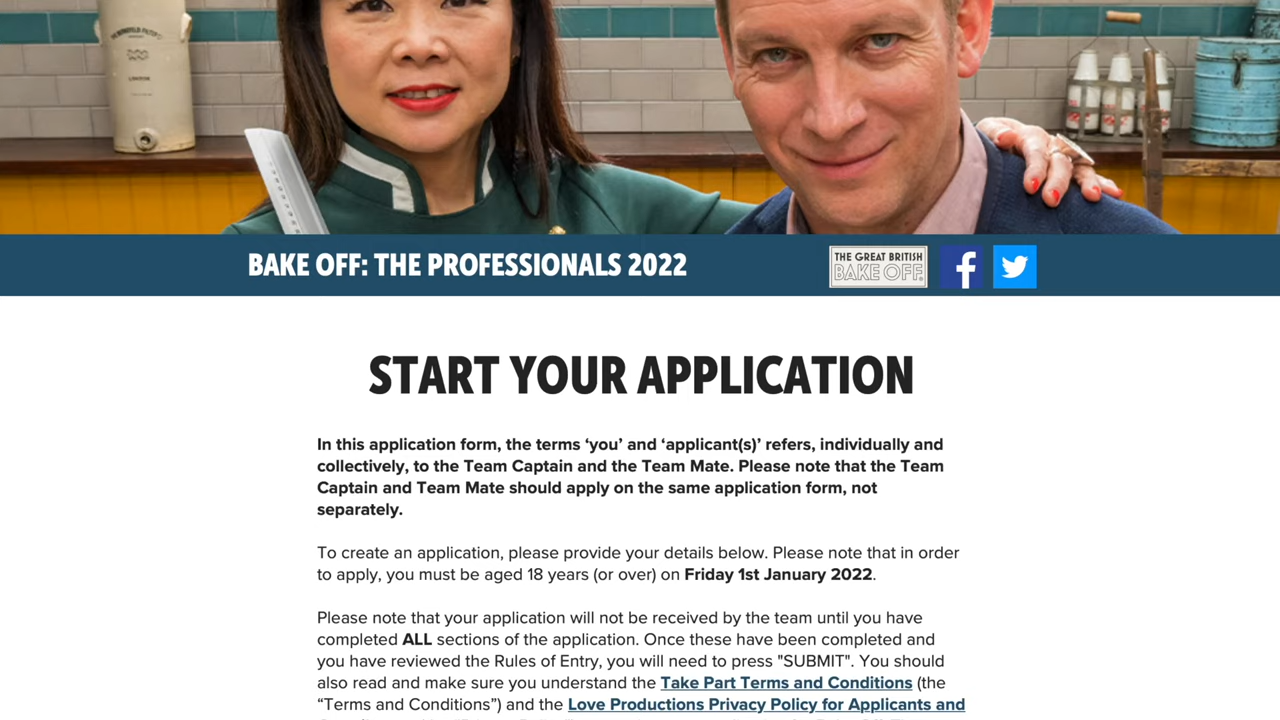 LONDON
BAKE OFF: THE PROFESSIONALS 2022
THE GREAT BRITISH
BAKE OFF
START YOUR APPLICATION
In this application form, the terms ‘you’ and ‘applicant(s)’ refers, individually and
collectively, to the Team Captain and the Team Mate. Please note that the Team
Captain and Team Mate should apply on the same application form, not
separately.
To create an application, please provide your details below. Please note that in order
to apply, you must be aged 18 years (or over) on Friday 1st January 2022.
Please note that your application will not be received by the team until you have
completed ALL sections of the application. Once these have been completed and
you have reviewed the Rules of Entry, you will need to press "SUBMIT". You should
also read and make sure you understand the Take Part Terms and Conditions (the
“Terms and Conditions”) and the Love Productions Privacy Policy for Applicants and